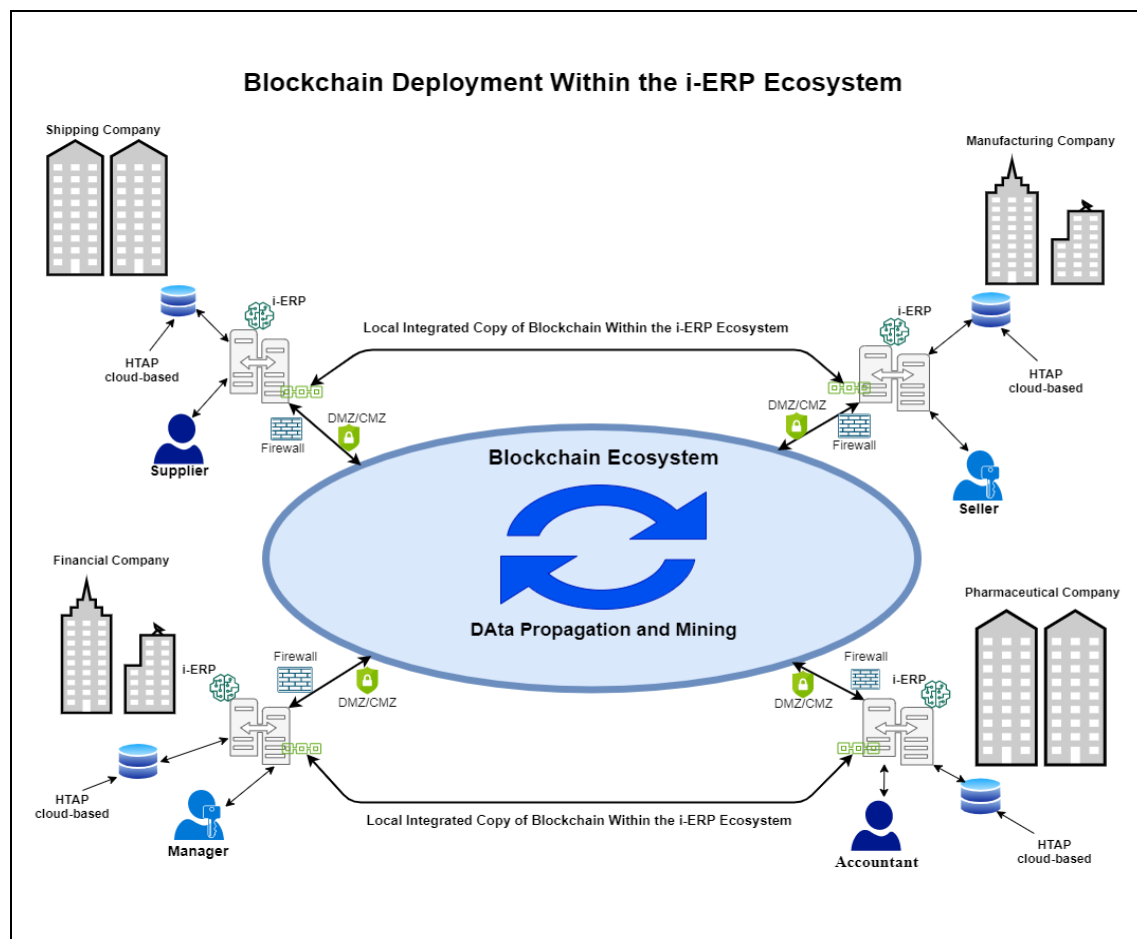 Blockchain Deployment Within the i-ERP Ecosystem
Shipping Company
Manufacturing Company
i-ERP
i-ERP
Local Integrated Copy of Blockchain Within the i-ERP Ecosystem
HTAP
cloud-based
HTAP
cloud-based
DMZ/CMZ
DMZ/CMZ
Firewall
Firewall
Supplier
Blockchain Ecosystem
Seller
Financial Company
Pharmaceutical Company
DAta Propagation and Mining
Firewall
Firewall
i-ERP
i-ERP
DMZ/CMZ
DMZ/CMZ
HTAP
cloud-based
Local Integrated Copy of Blockchain Within the i-ERP Ecosystem
Manager
Accountant
HTAP
cloud-based